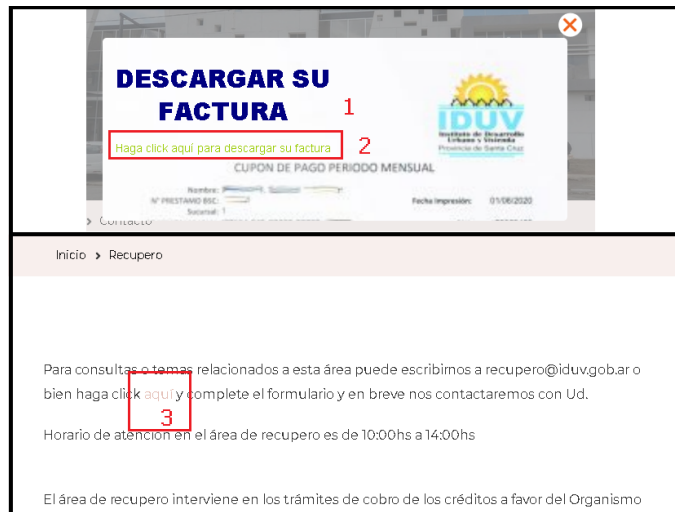 DESCARGAR SU
FACTURA
1
Haga click aquí para descargar su factura
2
IDUV
Instituto de Desarrollo
Urbano y Vivienda
Provincia de Santa Cruz
CUPON DE PAGO PERIODO MENSUAL
Nombre:
N° PRESTAMO BSC:
Fecha Impresión: 01/06/2020
Sucursal: 1
> Contacto
Inicio > Recupero
Para consultas o temas relacionados a esta área puede escribirnos a recupero@iduv.gob.ar o
bien haga click aquí y complete el formulario y en breve nos contactaremos con Ud.
3
Horario de atención en el área de recupero es de 10:00hs a 14:00hs
El área de recupero interviene en los trámites de cobro de los créditos a favor del Organismo